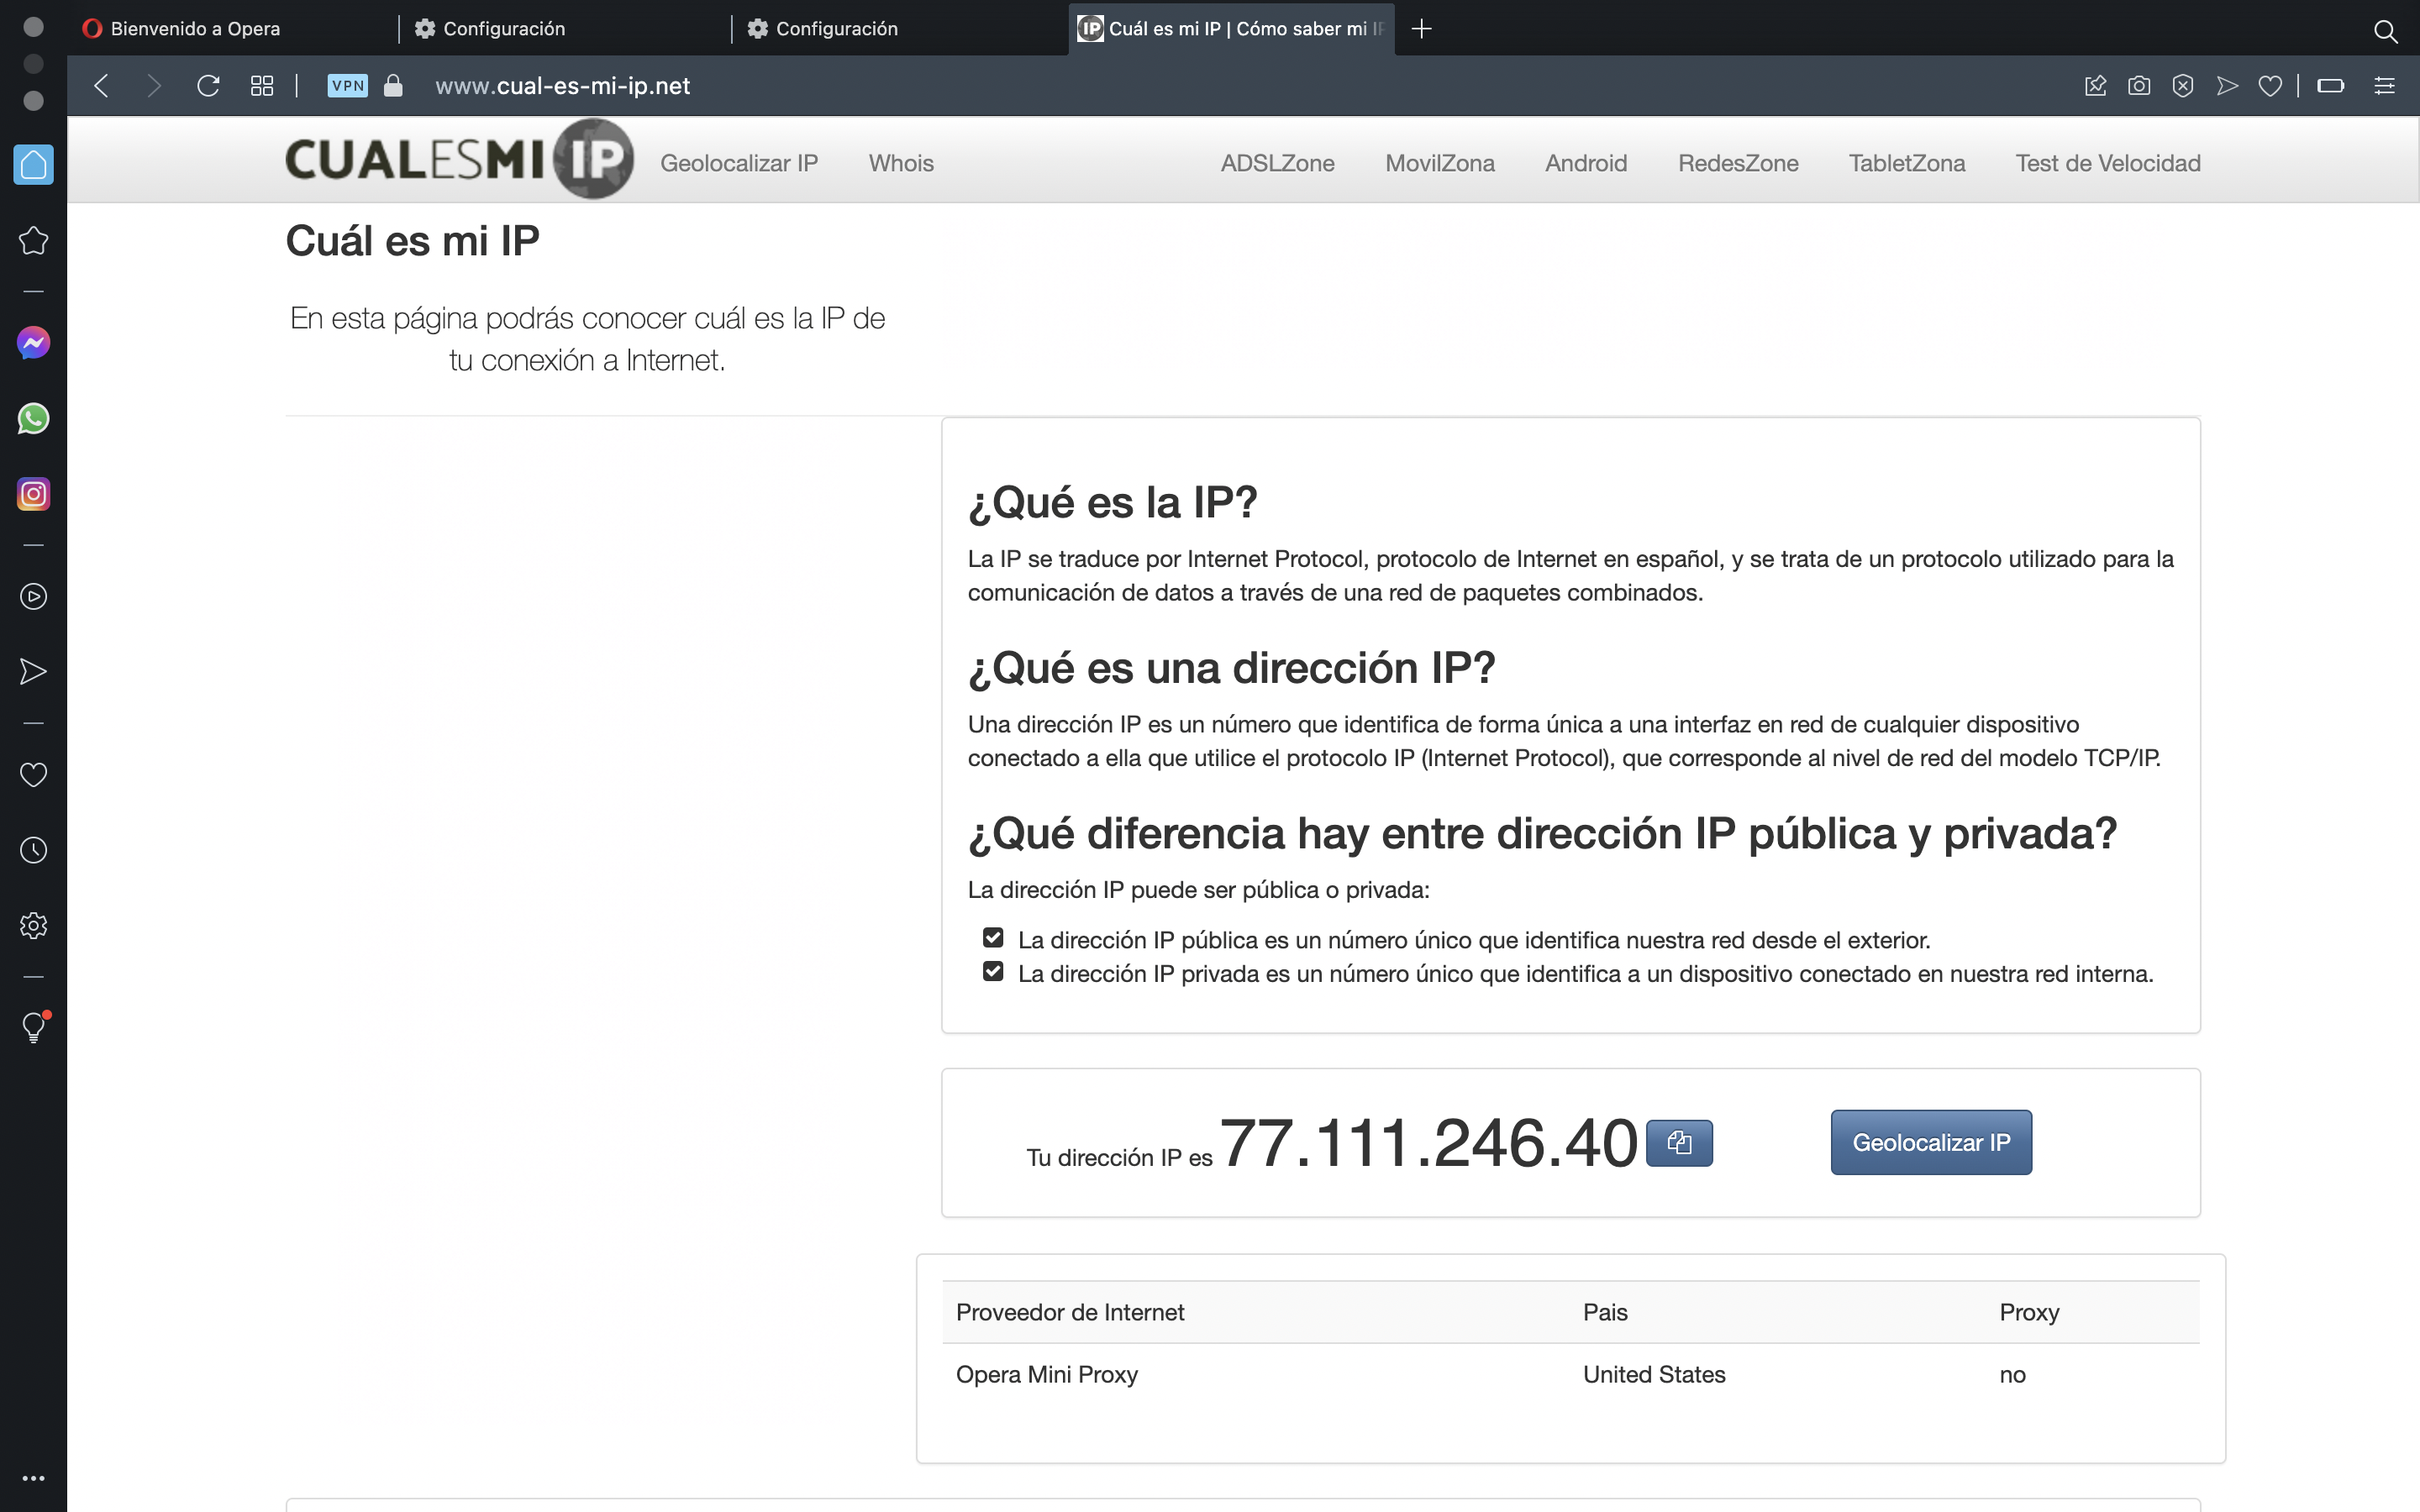 Bienvenido a Opera
Configuración
Configuración
Cuál es mi IP | Cómo saber mi IP
VPN
www.cual-es-mi-ip.net
CUALESMI IP
Geolocalizar IP
Whois
ADSLZone
MovilZona
Android
RedesZone
TabletZona
Test de Velocidad
Cuál es mi IP
En esta página podrás conocer cuál es la IP de
tu conexión a Internet.
¿Qué es la IP?
La IP se traduce por Internet Protocol, protocolo de Internet en español, y se trata de un protocolo utilizado para la
comunicación de datos a través de una red de paquetes combinados.
¿Qué es una dirección IP?
Una dirección IP es un número que identifica de forma única a una interfaz en red de cualquier dispositivo
conectado a ella que utilice el protocolo IP (Internet Protocol), que corresponde al nivel de red del modelo TCP/IP.
¿Qué diferencia hay entre dirección IP pública y privada?
La dirección IP puede ser pública o privada:
La dirección IP pública es un número único que identifica nuestra red desde el exterior.
La dirección IP privada es un número único que identifica a un dispositivo conectado en nuestra red interna.
Tu dirección IP es 77.111.246.40
Geolocalizar IP
Proveedor de Internet Pais Proxy
Opera Mini Proxy United States no